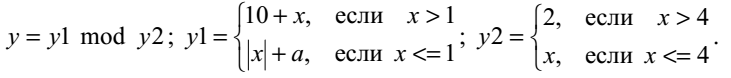 y = y1 mod y2; y1 = {10 + x, если x > 1; y2 = {2, если x > 4
{|x| + a, если x <= 1 {x, если x <= 4.